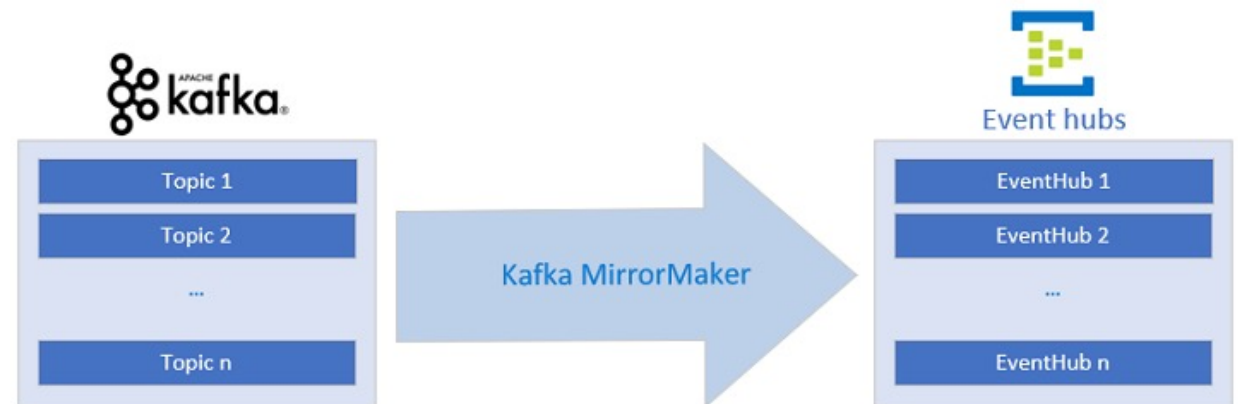 APACHE
kafka®
Topic 1
Topic 2
...
Topic n
Kafka MirrorMaker
Event hubs
EventHub 1
EventHub 2
...
EventHub n